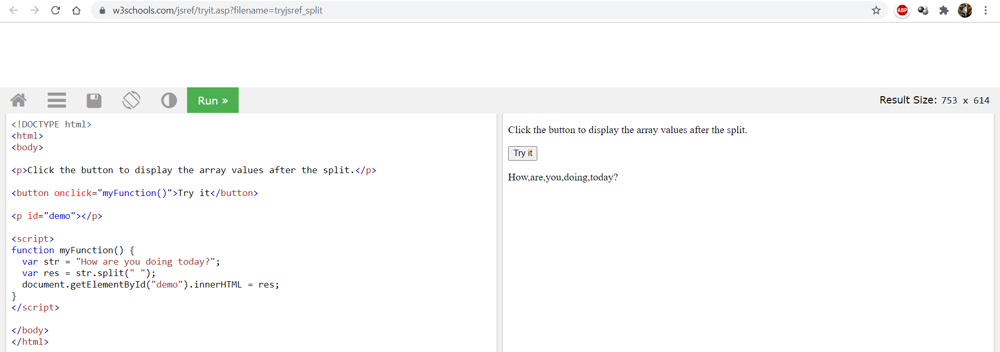 w3schools.com/jsref/tryit.asp?filename=tryjsref_split
ABP
Run »
Result Size: 753 x 614
<!DOCTYPE html>
<html>
<body>
<p>Click the button to display the array values after the split.</p>
<button onclick="myFunction()">Try it</button>
<p id="demo"></p>
<script>
function myFunction() {
  var str = "How are you doing today?";
  var res = str.split(" ");
  document.getElementById("demo").innerHTML = res;
}
</script>
</body>
</html>
Click the button to display the array values after the split.
Try it
How,are,you,doing,today?